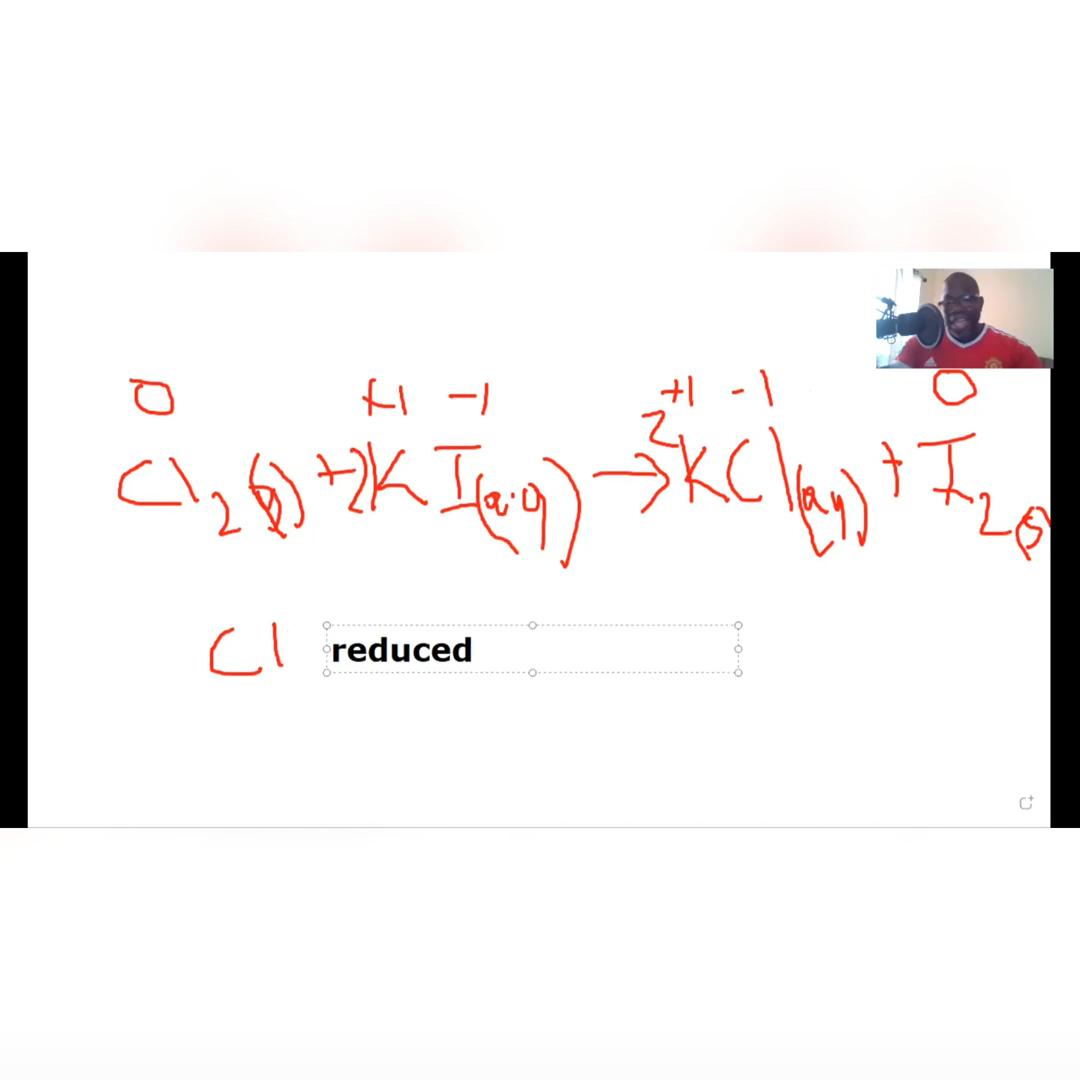 0 +1 -1 +1 -1 0
Cl2(g) + 2KI(aq) → 2KCl(aq) + I2(s)
Cl reduced